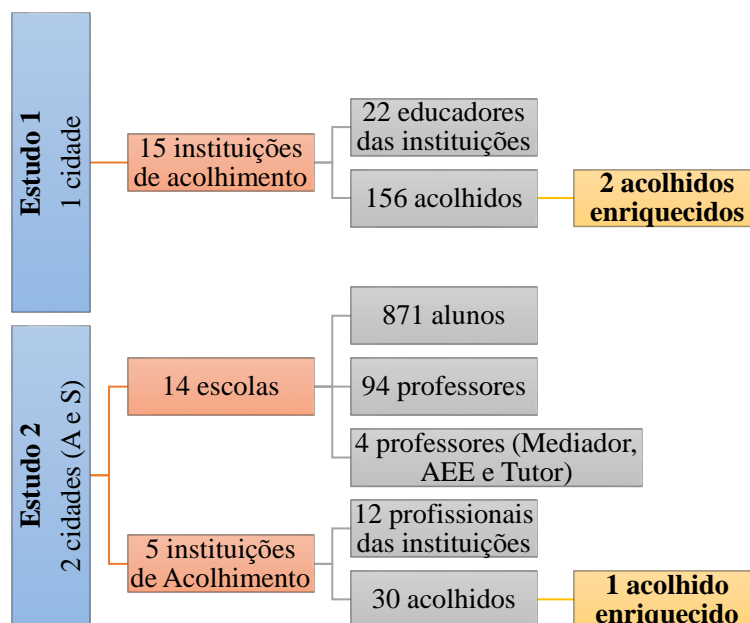 Estudo 1
1 cidade
15 instituições
de acolhimento
22 educadores
das instituições
156 acolhidos
2 acolhidos
enriquecidos
Estudo 2
2 cidades (A e S)
14 escolas
871 alunos
94 professores
4 professores (Mediador,
AEE e Tutor)
5 instituições
de Acolhimento
12 profissionais
das instituições
30 acolhidos
1 acolhido
enriquecido